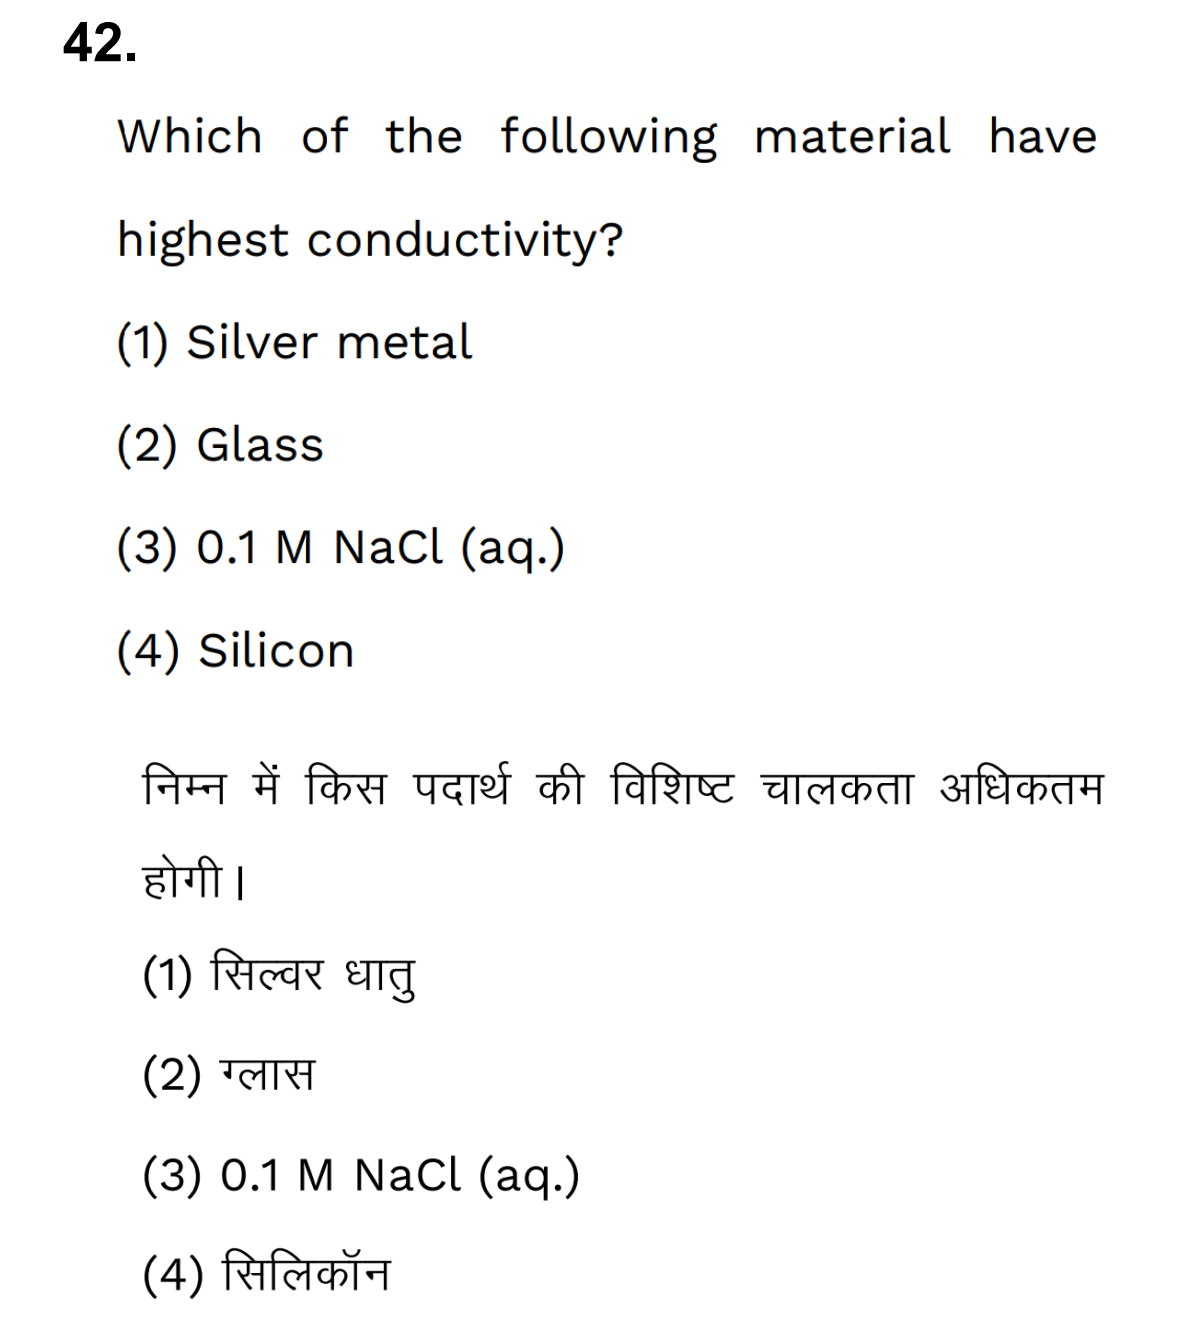 42.
Which of the following material have
highest conductivity?
(1) Silver metal
(2) Glass
(3) 0.1 M NaCl (aq.)
(4) Silicon
निम्न में किस पदार्थ की विशिष्ट चालकता अधिकतम
होगी।
(1) सिल्वर धातु
(2) ग्लास
(3) 0.1 M NaCl (aq.)
(4) सिलिकॉन